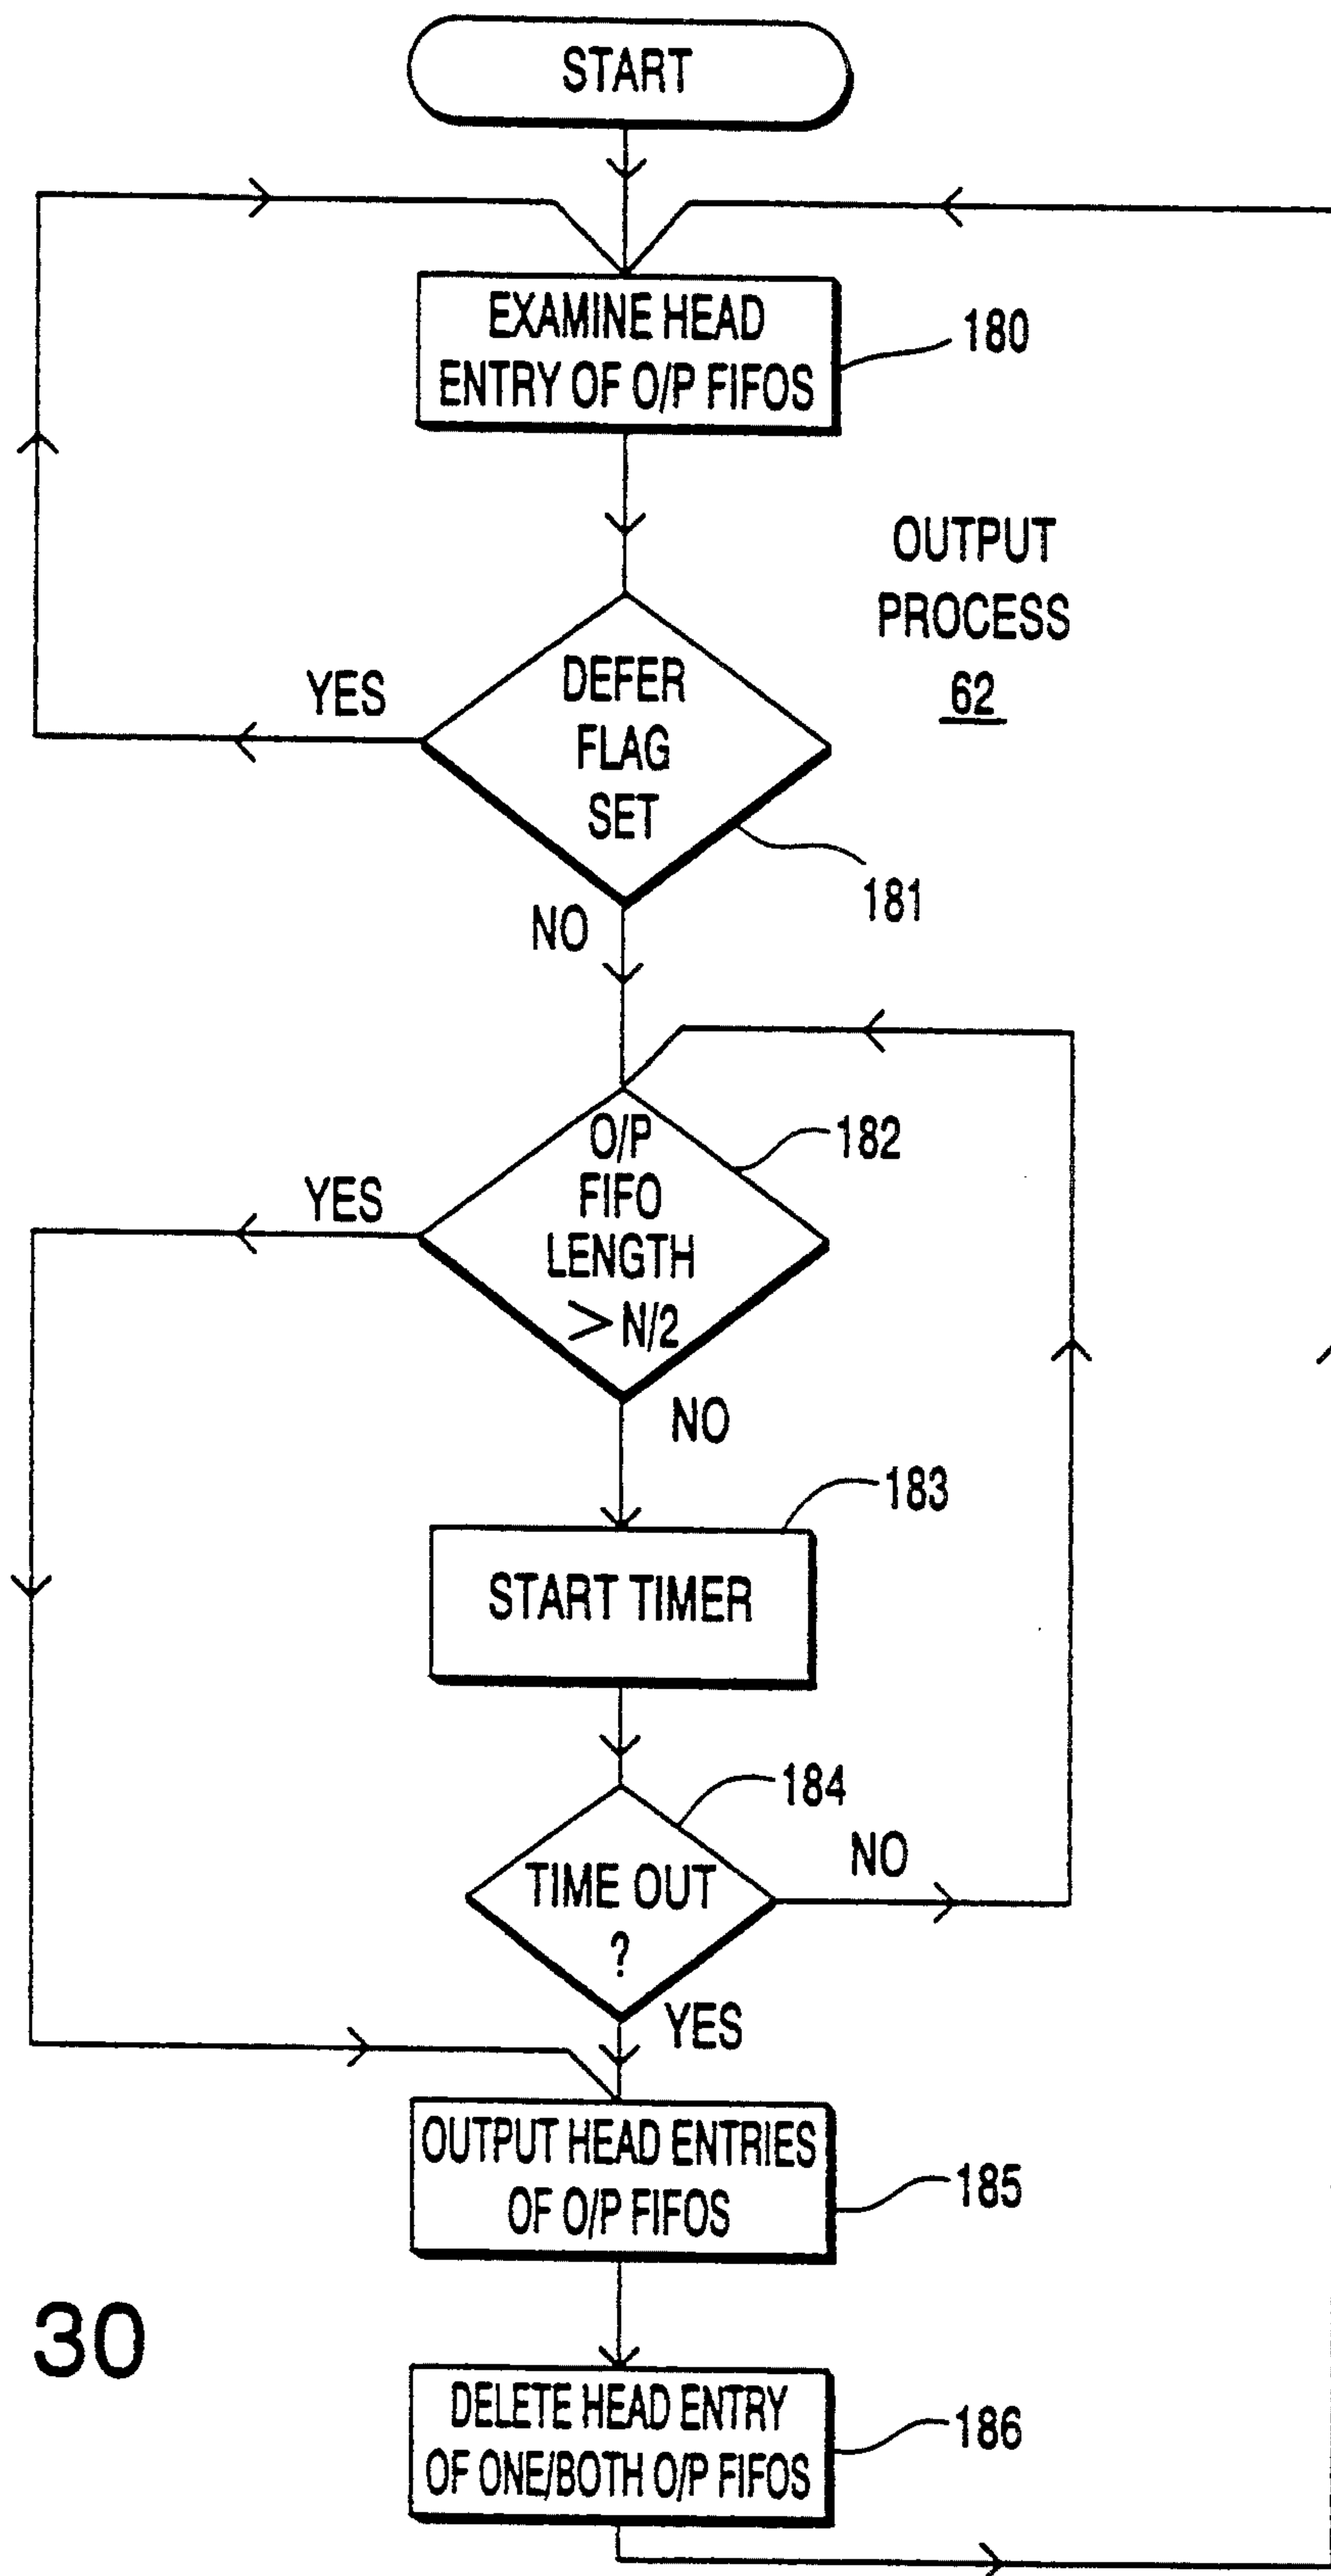 START
EXAMINE HEAD
ENTRY OF O/P FIFOS
180
OUTPUT
PROCESS
62
DEFER
FLAG
SET
YES
181
NO
O/P
FIFO
LENGTH
> N/2
182
YES
NO
183
START TIMER
184
TIME OUT
?
NO
YES
OUTPUT HEAD ENTRIES
OF O/P FIFOS
185
30
DELETE HEAD ENTRY
OF ONE/BOTH O/P FIFOS
186